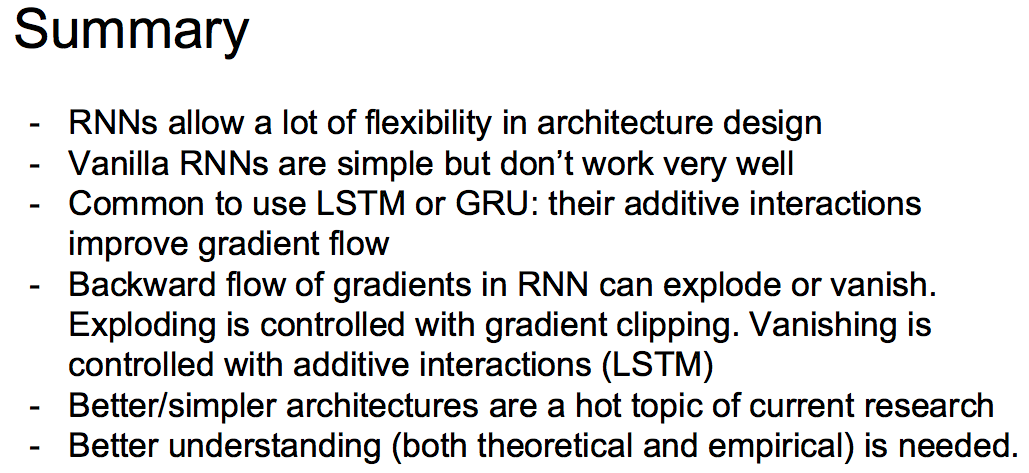 Summary
- RNNs allow a lot of flexibility in architecture design
- Vanilla RNNs are simple but don’t work very well
- Common to use LSTM or GRU: their additive interactions
improve gradient flow
- Backward flow of gradients in RNN can explode or vanish.
Exploding is controlled with gradient clipping. Vanishing is
controlled with additive interactions (LSTM)
- Better/simpler architectures are a hot topic of current research
- Better understanding (both theoretical and empirical) is needed.